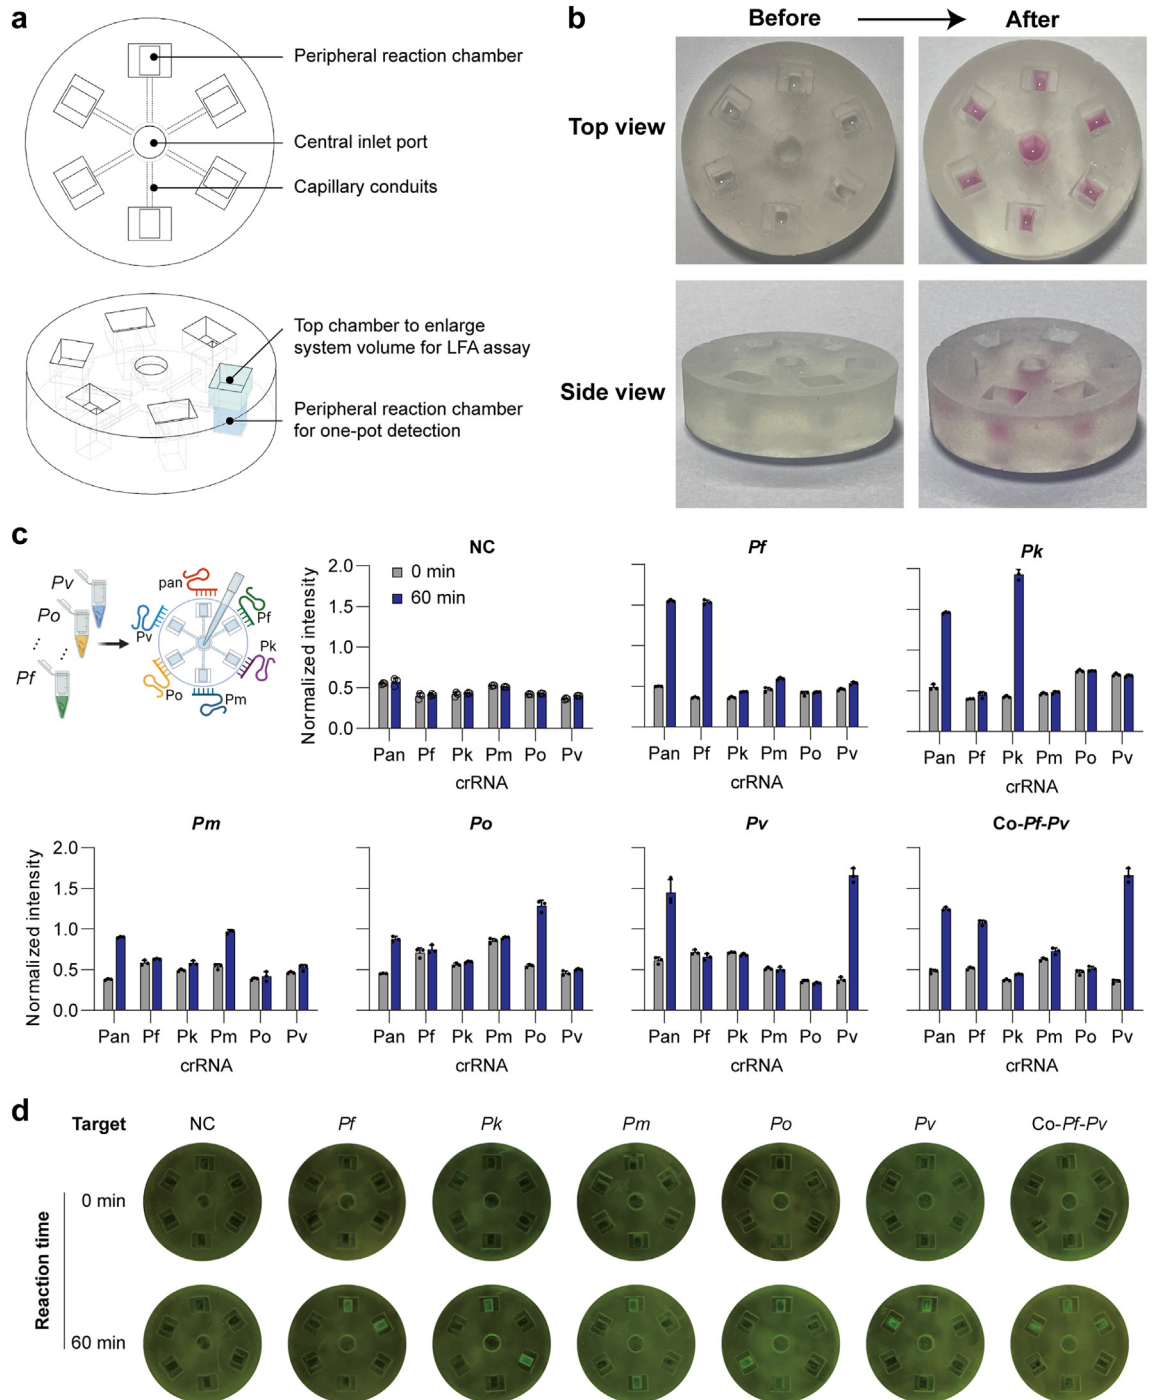 a
Peripheral reaction chamber
Central inlet port
Capillary conduits
Top chamber to enlarge
system volume for LFA assay
Peripheral reaction chamber
for one-pot detection
b
Before
After
Top view
Side view
c
Pv
Po
Pf
pan
Pf
Pk
Pm
Po
Pv
NC
0 min
60 min
Normalized intensity
2.0
1.5
1.0
0.5
0.0
Pan Pf Pk Pm Po Pv
crRNA
Pf
Pan Pf Pk Pm Po Pv
crRNA
Pk
Pan Pf Pk Pm Po Pv
crRNA
Pm
Normalized intensity
2.0
1.5
1.0
0.5
0.0
Pan Pf Pk Pm Po Pv
crRNA
Po
Pan Pf Pk Pm Po Pv
crRNA
Pv
Pan Pf Pk Pm Po Pv
crRNA
Co-Pf-Pv
Pan Pf Pk Pm Po Pv
crRNA
d
Target NC Pf Pk Pm Po Pv Co-Pf-Pv
Reaction time
0 min
60 min